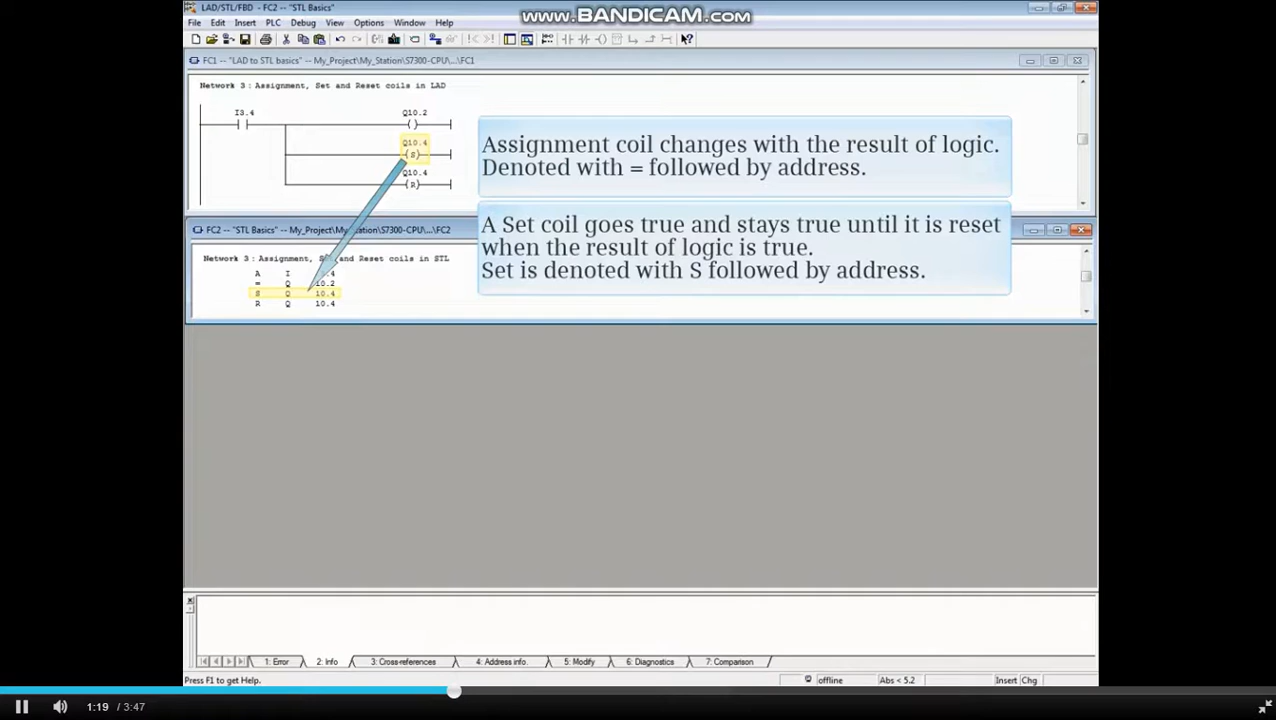 LAD/STL/FBD - FC2 -- "STL Basics"
www.BANDICAM.com
File Edit Insert PLC Debug View Options Window Help
FC1 -- "LAD to STL basics" -- My_Project\My_Station\S7300-CPU\...\FC1
Network 3: Assignment, Set and Reset coils in LAD
I3.4 Q10.2
( )
Q10.4
(S)
Q10.4
(R)
Assignment coil changes with the result of logic.
Denoted with = followed by address.
A Set coil goes true and stays true until it is reset
when the result of logic is true.
Set is denoted with S followed by address.
FC2 -- "STL Basics" -- My_Project\My_Station\S7300-CPU\...\FC2
Network 3: Assignment, Set and Reset coils in STL
A I
= Q 10.2
S Q 10.4
R Q 10.4
1: Error 2: Info 3: Cross-references 4: Address info. 5: Modify 6: Diagnostics 7: Comparison
Press F1 to get Help. offline Abs < 5.2 Insert Chg
1:19 / 3:47